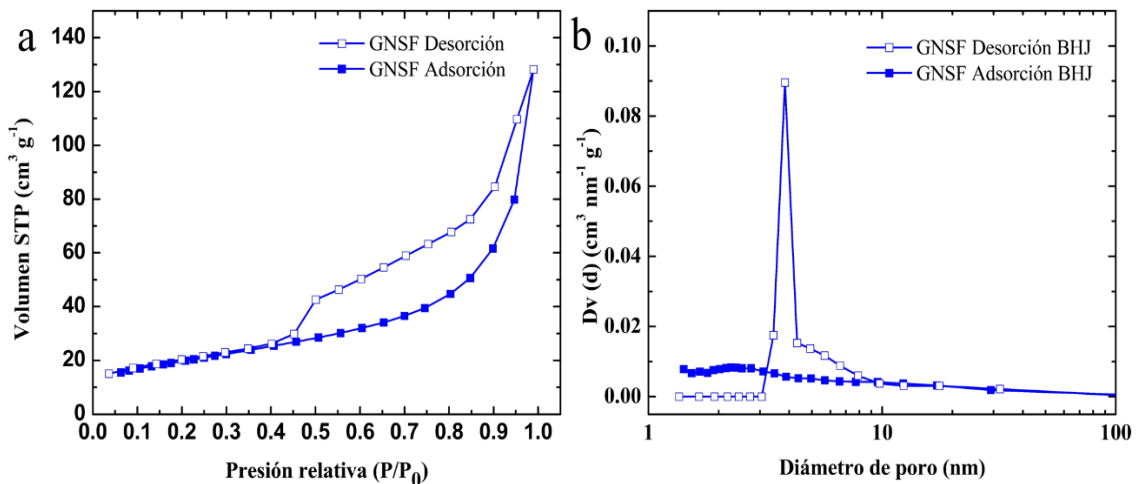 a
GNSF Desorción
GNSF Adsorción
Volumen STP (cm³ g⁻¹)
140
120
100
80
60
40
20
0
0.0 0.1 0.2 0.3 0.4 0.5 0.6 0.7 0.8 0.9 1.0
Presión relativa (P/P₀)
b
GNSF Desorción BHJ
GNSF Adsorción BHJ
Dv (d) (cm³ nm⁻¹ g⁻¹)
0.10
0.08
0.06
0.04
0.02
0.00
1 10 100
Diámetro de poro (nm)